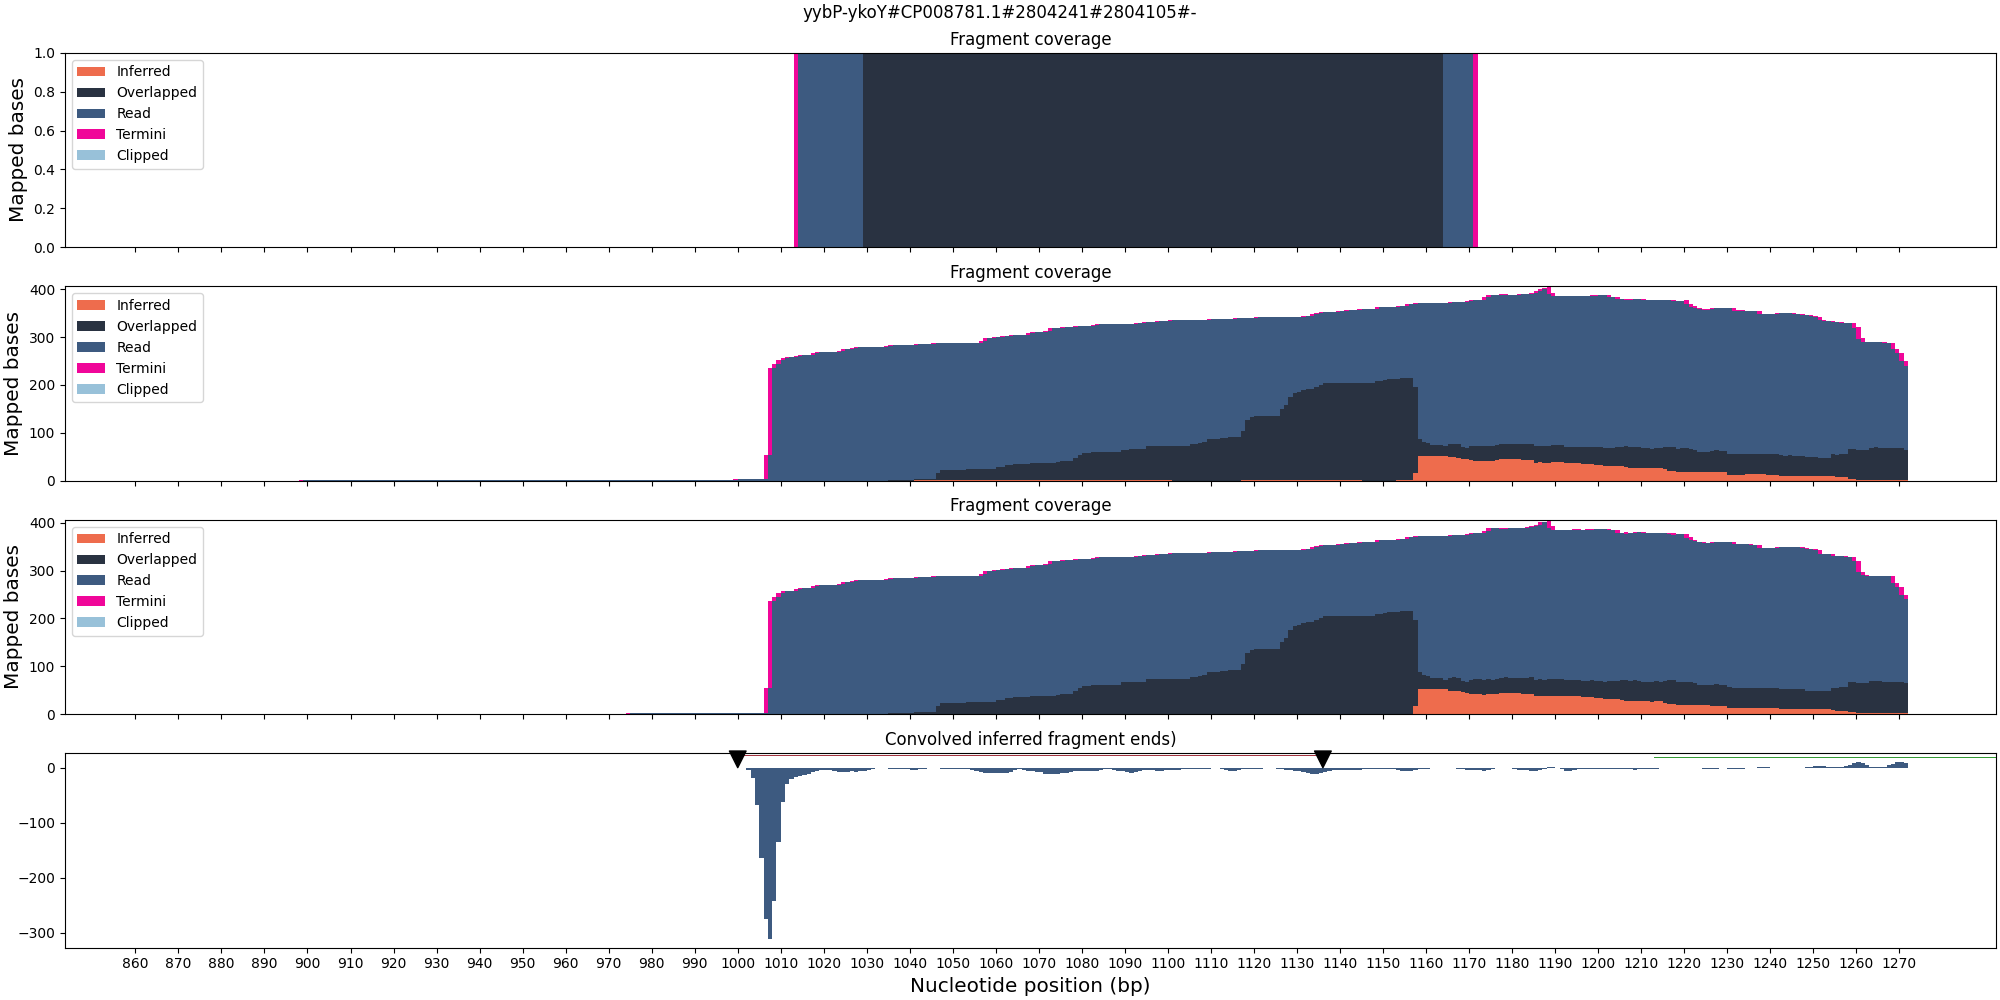 yybP-ykoY#CP008781.1#2804241#2804105#-
Fragment coverage
Mapped bases
1.0
0.8
0.6
0.4
0.2
0.0
Inferred
Overlapped
Read
Termini
Clipped
Fragment coverage
Mapped bases
400
300
200
100
0
Inferred
Overlapped
Read
Termini
Clipped
Fragment coverage
Mapped bases
400
300
200
100
0
Inferred
Overlapped
Read
Termini
Clipped
Convolved inferred fragment ends)
0
−100
−200
−300
860 870 880 890 900 910 920 930 940 950 960 970 980 990 1000 1010 1020 1030 1040 1050 1060 1070 1080 1090 1100 1110 1120 1130 1140 1150 1160 1170 1180 1190 1200 1210 1220 1230 1240 1250 1260 1270
Nucleotide position (bp)